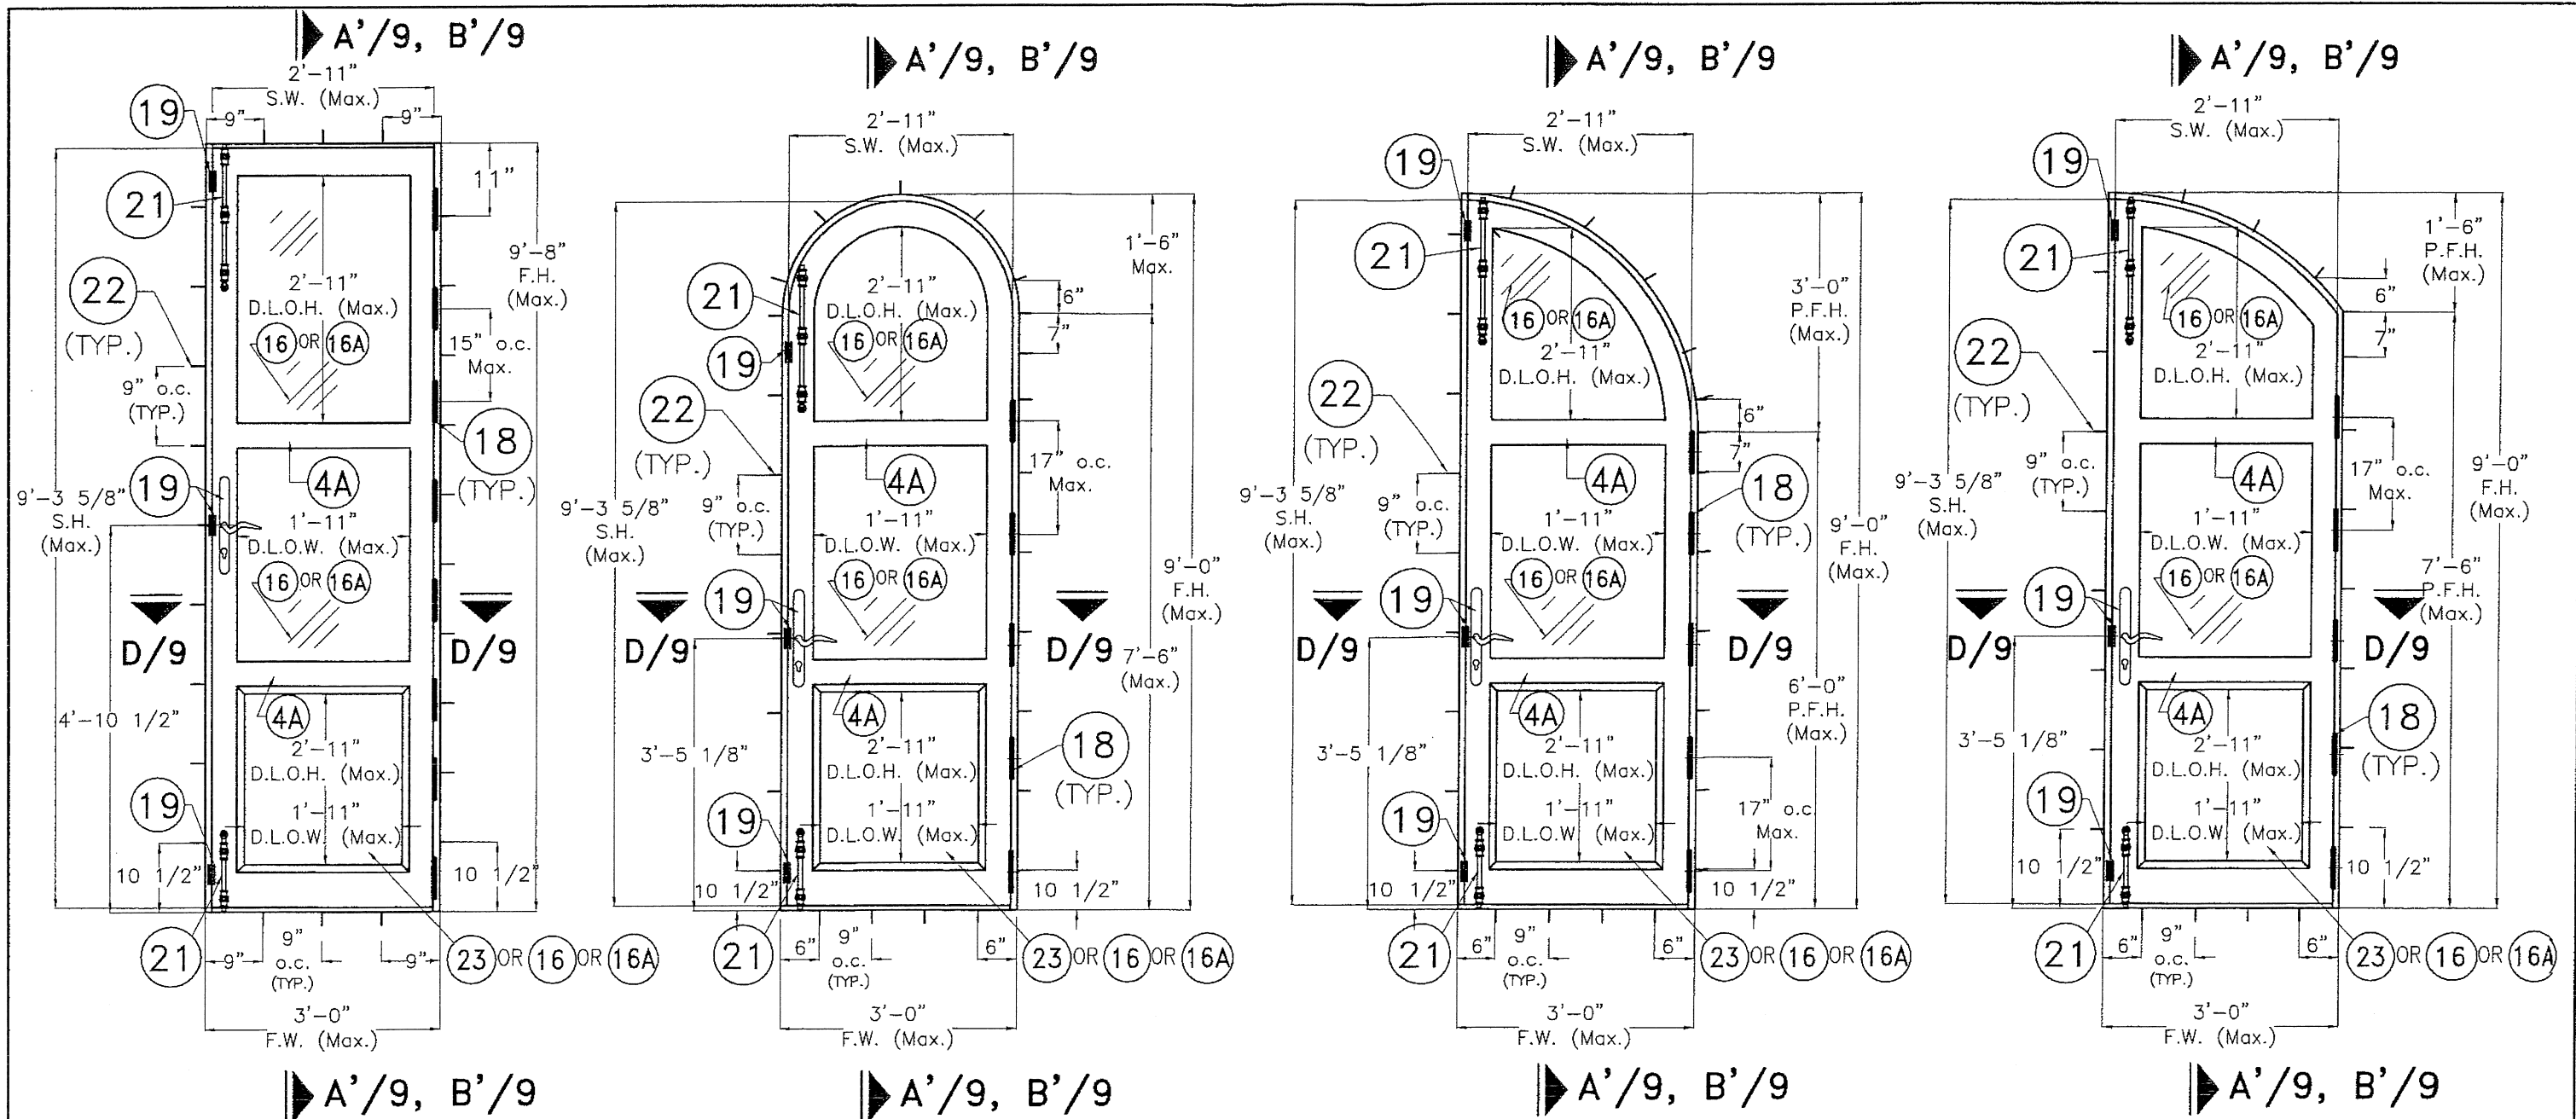 A'/9, B'/9
2'-11"
S.W. (Max.)
9"
9"
19
21
22
(TYP.)
9" o.c.
(TYP.)
11"
9'-8"
F.H.
(Max.)
15" o.c.
Max.
2'-11"
D.L.O.H. (Max.)
16 OR 16A
18
(TYP.)
4A
19
9'-3 5/8"
S.H.
(Max.)
1'-11"
D.L.O.W. (Max.)
16 OR 16A
D/9
D/9
4A
4'-10 1/2"
2'-11"
D.L.O.H. (Max.)
1'-11"
D.L.O.W. (Max.)
19
10 1/2"
10 1/2"
21
9"
9"
o.c.
(TYP.)
9"
23 OR 16 OR 16A
3'-0"
F.W. (Max.)
A'/9, B'/9
A'/9, B'/9
2'-11"
S.W. (Max.)
1'-6"
Max.
21
2'-11"
D.L.O.H. (Max.)
16 OR 16A
6"
7"
19
22
(TYP.)
9" o.c.
(TYP.)
4A
17" o.c.
Max.
9'-3 5/8"
S.H.
(Max.)
1'-11"
D.L.O.W. (Max.)
16 OR 16A
9'-0"
F.H.
(Max.)
19
D/9
D/9
7'-6"
(Max.)
4A
3'-5 1/8"
2'-11"
D.L.O.H. (Max.)
1'-11"
D.L.O.W. (Max.)
18
(TYP.)
19
10 1/2"
10 1/2"
21
6"
9"
o.c.
(TYP.)
6"
23 OR 16 OR 16A
3'-0"
F.W. (Max.)
A'/9, B'/9
A'/9, B'/9
2'-11"
S.W. (Max.)
19
21
3'-0"
P.F.H.
(Max.)
16 OR 16A
2'-11"
D.L.O.H. (Max.)
6"
7"
22
(TYP.)
9" o.c.
(TYP.)
4A
18
(TYP.)
9'-3 5/8"
S.H.
(Max.)
1'-11"
D.L.O.W. (Max.)
16 OR 16A
9'-0"
F.H.
(Max.)
19
D/9
D/9
6'-0"
P.F.H.
(Max.)
4A
3'-5 1/8"
2'-11"
D.L.O.H. (Max.)
1'-11"
D.L.O.W. (Max.)
17" o.c.
Max.
19
10 1/2"
10 1/2"
21
6"
9"
o.c.
(TYP.)
6"
23 OR 16 OR 16A
3'-0"
F.W. (Max.)
A'/9, B'/9
A'/9, B'/9
2'-11"
S.W. (Max.)
19
21
1'-6"
P.F.H.
(Max.)
16 OR 16A
2'-11"
D.L.O.H. (Max.)
6"
7"
22
(TYP.)
9" o.c.
(TYP.)
4A
17" o.c.
Max.
9'-0"
F.H.
(Max.)
9'-3 5/8"
S.H.
(Max.)
1'-11"
D.L.O.W. (Max.)
16 OR 16A
7'-6"
P.F.H.
(Max.)
19
D/9
D/9
4A
3'-5 1/8"
2'-11"
D.L.O.H. (Max.)
1'-11"
D.L.O.W. (Max.)
18
(TYP.)
19
10 1/2"
10 1/2"
21
6"
9"
o.c.
(TYP.)
6"
23 OR 16 OR 16A
3'-0"
F.W. (Max.)
A'/9, B'/9